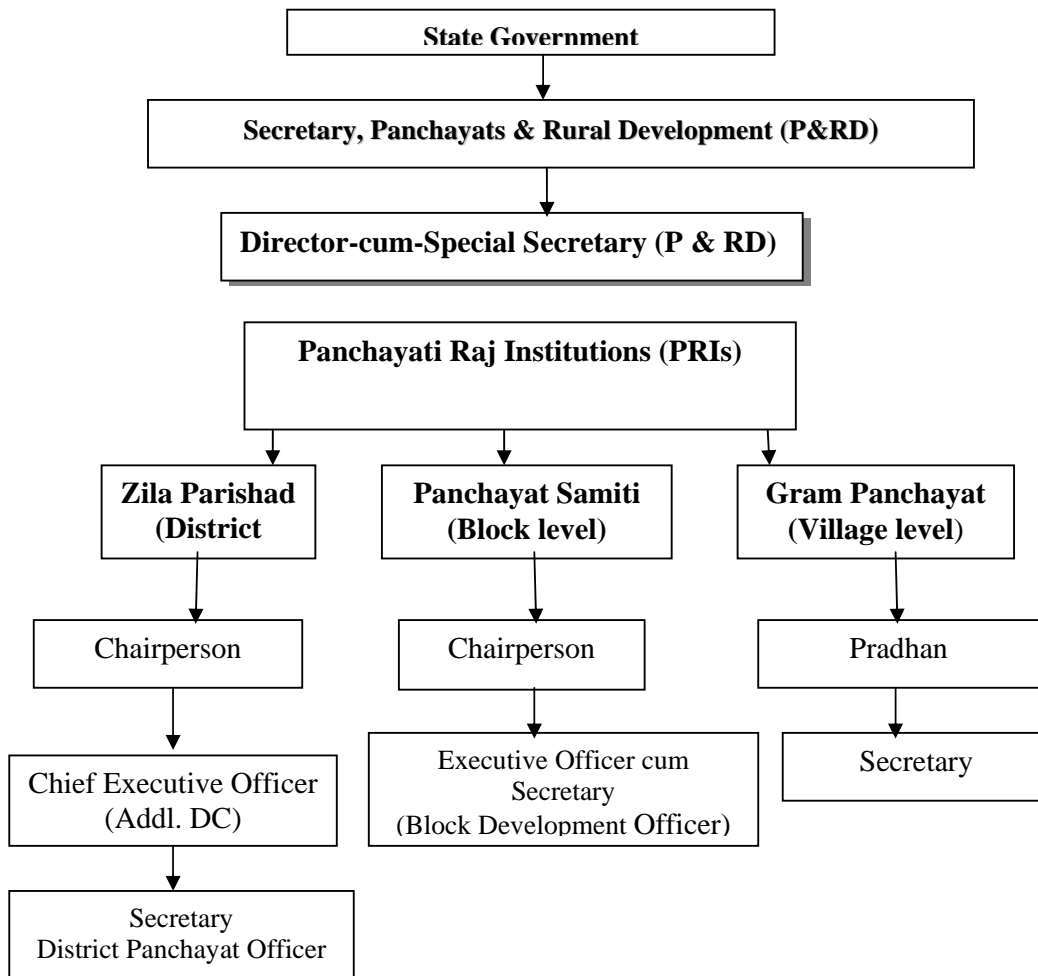 State Government
Secretary, Panchayats & Rural Development (P&RD)
Director-cum-Special Secretary (P & RD)
Panchayati Raj Institutions (PRIs)
Zila Parishad
(District
Panchayat Samiti
(Block level)
Gram Panchayat
(Village level)
Chairperson
Chairperson
Pradhan
Chief Executive Officer
(Addl. DC)
Executive Officer cum
Secretary
(Block Development Officer)
Secretary
Secretary
District Panchayat Officer